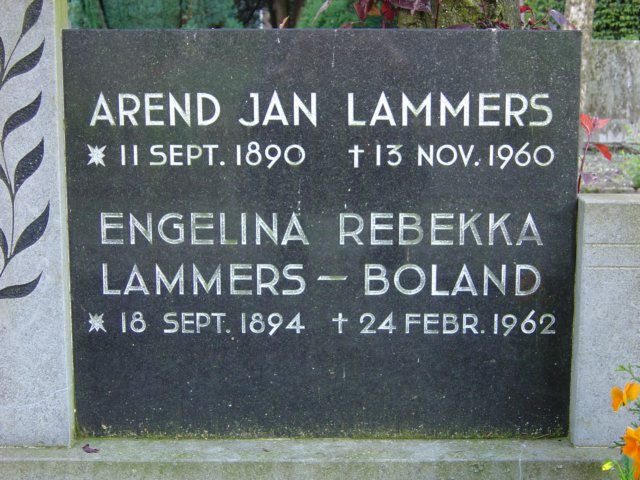 AREND JAN LAMMERS
* 11 SEPT. 1890 † 13 NOV. 1960
ENGELINA REBEKKA
LAMMERS – BOLAND
* 18 SEPT. 1894 † 24 FEBR. 1962